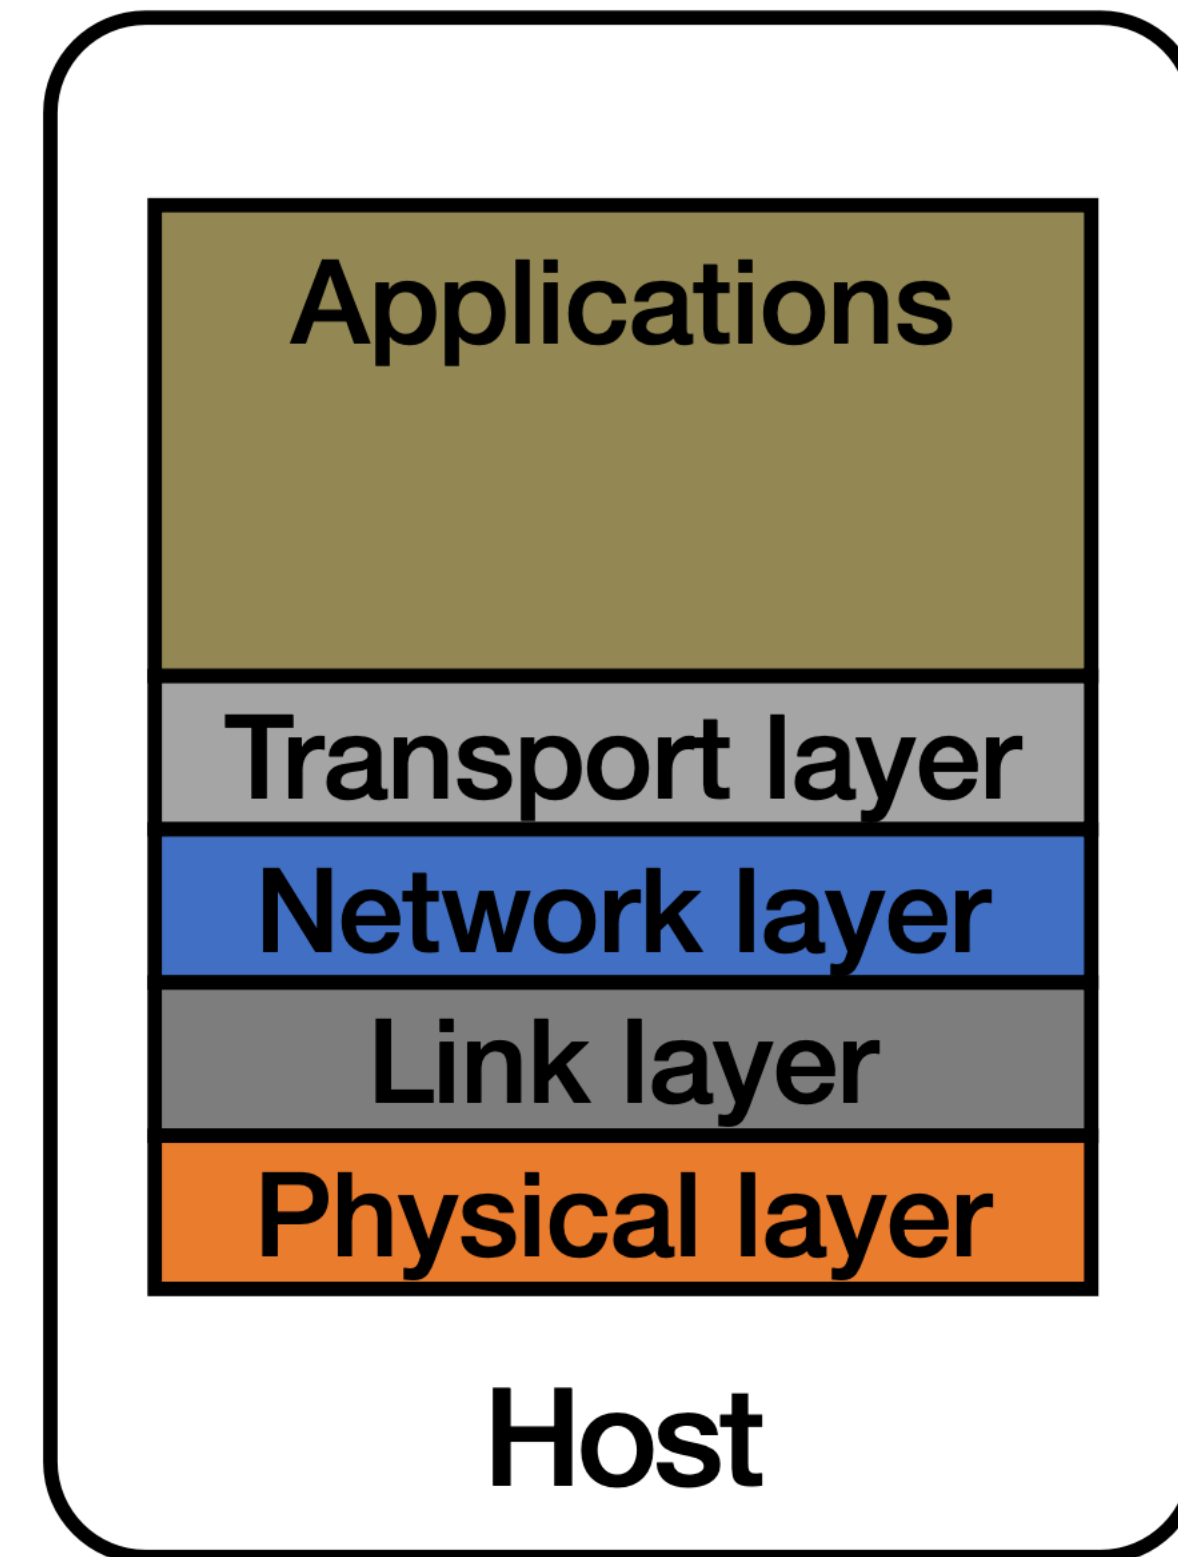 Applications
Transport layer
Network layer
Link layer
Physical layer
Host